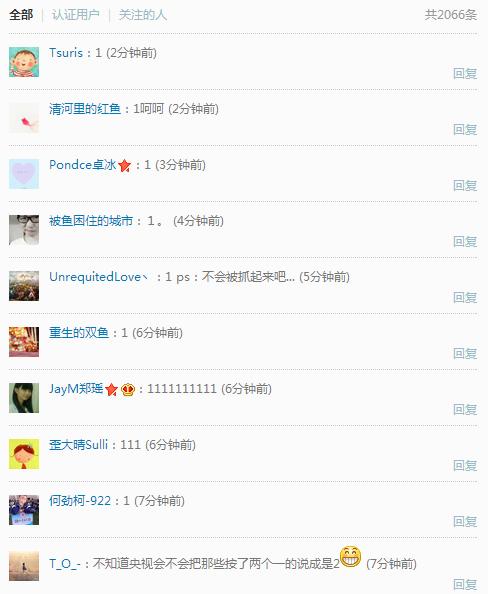 全部 | 认证用户 | 关注的人 共2066条
Tsuris：1 (2分钟前)
回复
清河里的红鱼：1呵呵 (2分钟前)
回复
Pondce卓冰：1 (3分钟前)
回复
被鱼困住的城市：１。 (4分钟前)
回复
UnrequitedLove丶：1 ps：不会被抓起来吧... (5分钟前)
回复
重生的双鱼：1 (6分钟前)
回复
JayM郑瑶：1111111111 (6分钟前)
回复
歪大晴Sulli：111 (6分钟前)
回复
何劲柯-922：1 (7分钟前)
回复
T_O_-：不知道央视会不会把那些按了两个一的说成是2 (7分钟前)
回复